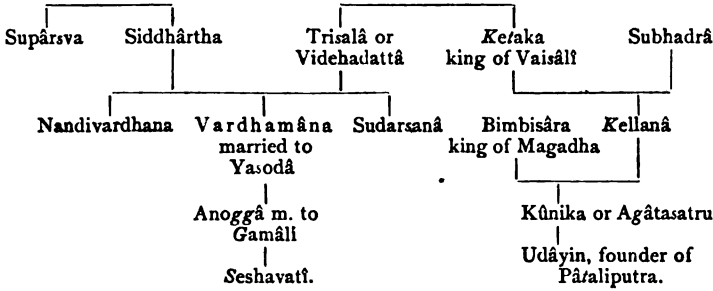 Supârsva Siddhârtha Trisalâ or Ketaka Subhadrâ
Videhadattâ king of Vaisâlî
Nandivardhana Vardhamâna Sudarsanâ Bimbisâra Kellanâ
married to king of Magadha
Yasodâ
Anoggâ m. to Kûnika or Agâtasatru
Gamâli
Udâyin, founder of
Seshavatî. Pâtaliputra.